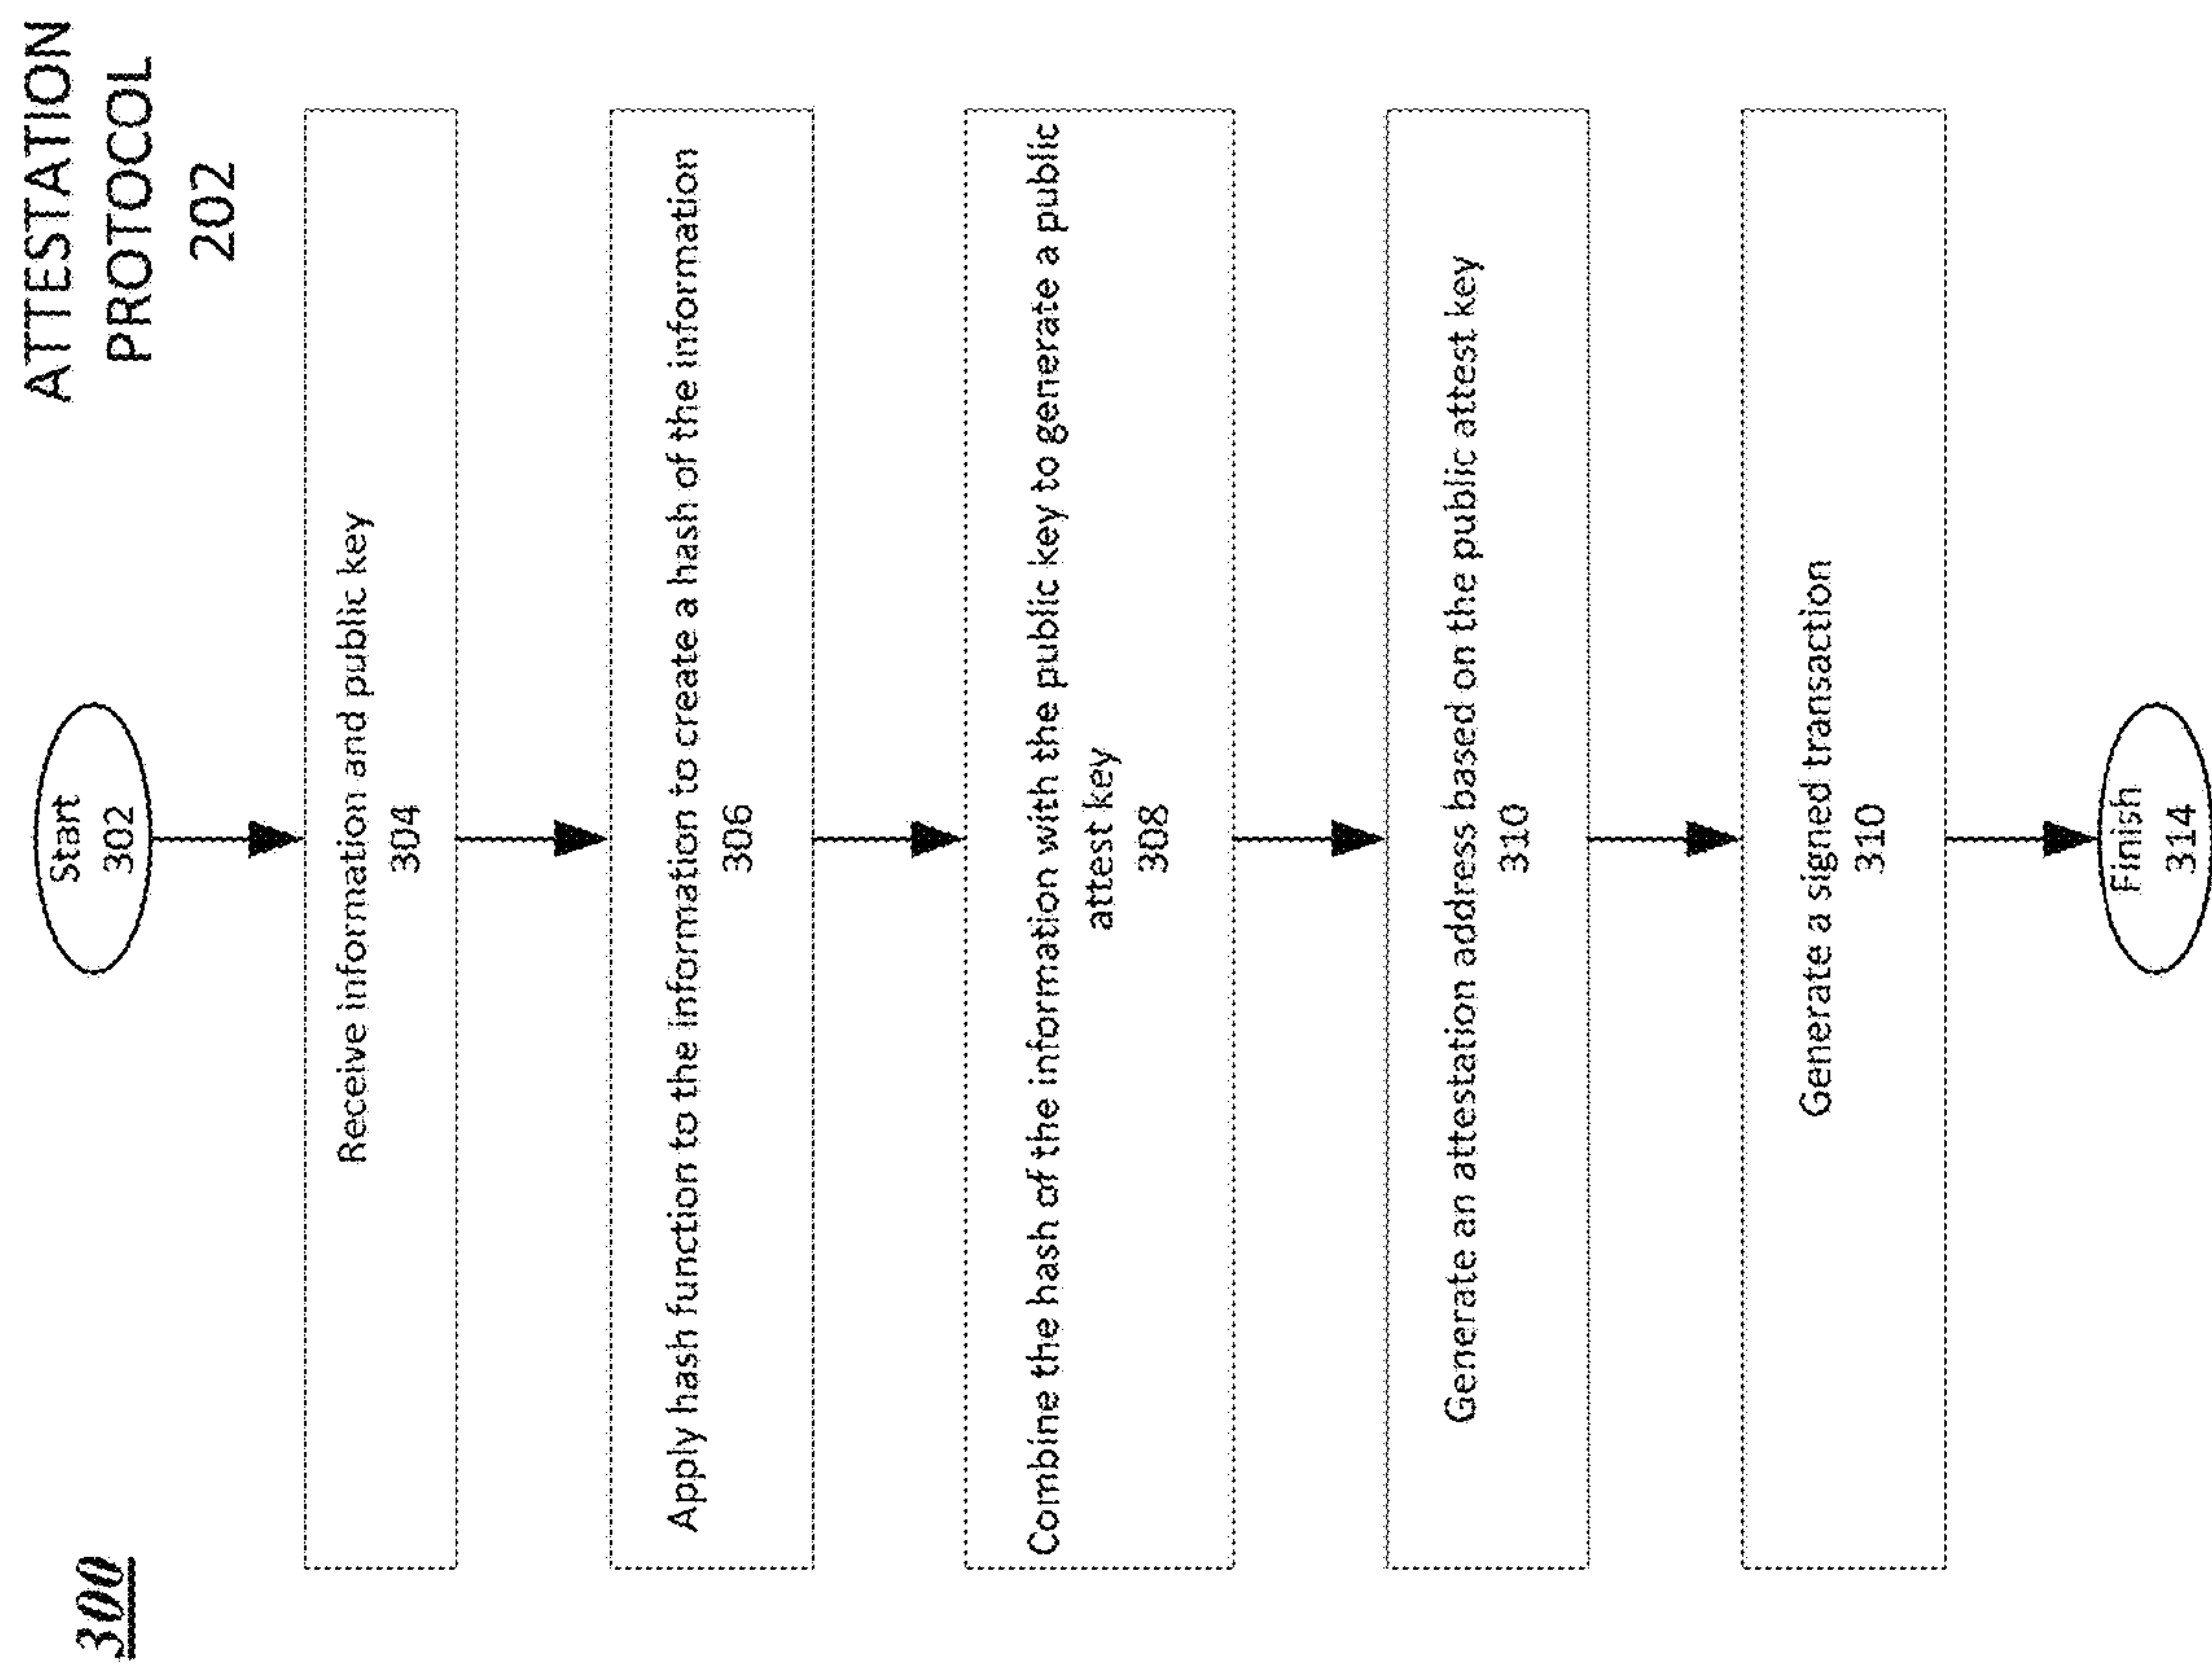 300
ATTESTATION
PROTOCOL
202
Start
302
Receive information and public key
304
Apply hash function to the information to create a hash of the information
306
Combine the hash of the information with the public key to generate a public
attest key
308
Generate an attestation address based on the public attest key
310
Generate a signed transaction
310
Finish
314